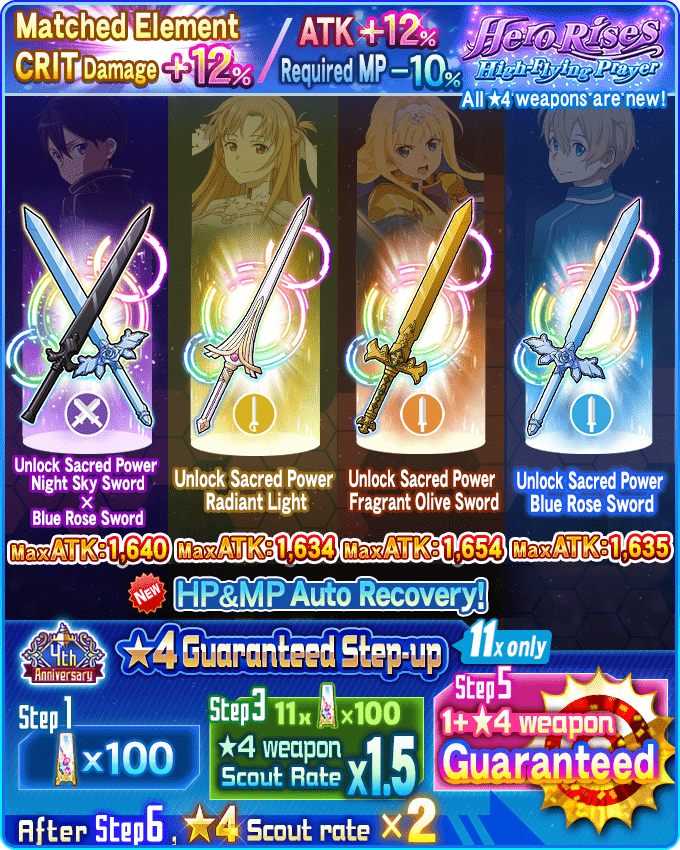 Matched Element
CRIT Damage +12%
ATK +12%
Required MP -10%
Hero Rises
High-Flying Prayer
All ★4 weapons are new!
Unlock Sacred Power
Night Sky Sword
×
Blue Rose Sword
MaxATK:1,640
Unlock Sacred Power
Radiant Light
MaxATK:1,634
Unlock Sacred Power
Fragrant Olive Sword
MaxATK:1,654
Unlock Sacred Power
Blue Rose Sword
MaxATK:1,635
NEW
HP&MP Auto Recovery!
4th
Anniversary
★4 Guaranteed Step-up
11x only
Step 1
×100
Step3 11x ×100
★4 weapon
Scout Rate x1.5
Step5
1+★4 weapon
Guaranteed
After Step6, ★4 Scout rate ×2